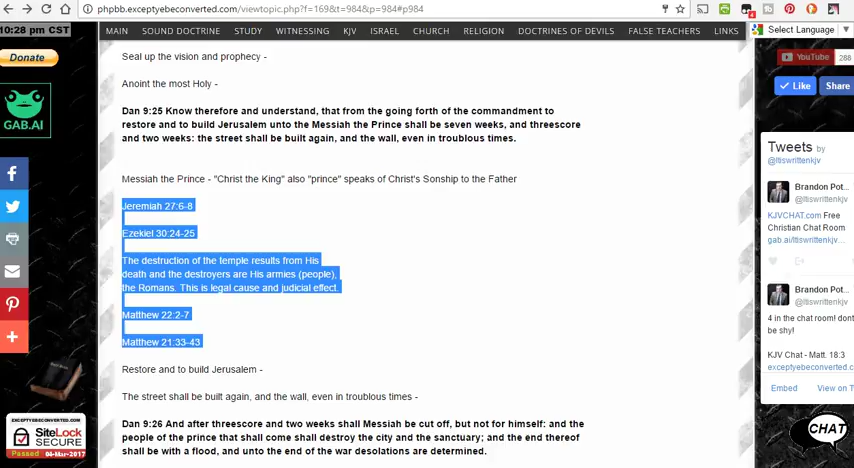 phpbb.exceptyebeconverted.com/viewtopic.php?f=169&t=984&p=984#p984
10:28 pm CST
MAIN SOUND DOCTRINE STUDY WITNESSING KJV ISRAEL CHURCH RELIGION DOCTRINES OF DEVILS FALSE TEACHERS LINKS
Select Language
Donate
GAB.AI
Seal up the vision and prophecy -
Anoint the most Holy -
Dan 9:25 Know therefore and understand, that from the going forth of the commandment to
restore and to build Jerusalem unto the Messiah the Prince shall be seven weeks, and threescore
and two weeks: the street shall be built again, and the wall, even in troublous times.
Messiah the Prince - "Christ the King" also "prince" speaks of Christ's Sonship to the Father
Jeremiah 27:6-8
Ezekiel 30:24-25
The destruction of the temple results from His
death and the destroyers are His armies (people),
the Romans. This is legal cause and judicial effect.
Matthew 22:2-7
Matthew 21:33-43
Restore and to build Jerusalem -
The street shall be built again, and the wall, even in troublous times -
Dan 9:26 And after threescore and two weeks shall Messiah be cut off, but not for himself: and the
people of the prince that shall come shall destroy the city and the sanctuary; and the end thereof
shall be with a flood, and unto the end of the war desolations are determined.
EXCEPTYEBECONVERTED.COM
SiteLock
SECURE
Passed 04-Mar-2017
YouTube 288
Like Share
Tweets by
@Itiswrittenkjv
Brandon Pot...
@Itiswrittenkjv
KJVCHAT.com Free
Christian Chat Room
gab.ai/Itiswrittenkjv...
Brandon Pot...
@Itiswrittenkjv
4 in the chat room! dont
be shy!
KJV Chat - Matt. 18:3
exceptyebeconverted.c
Embed View on T
CHAT